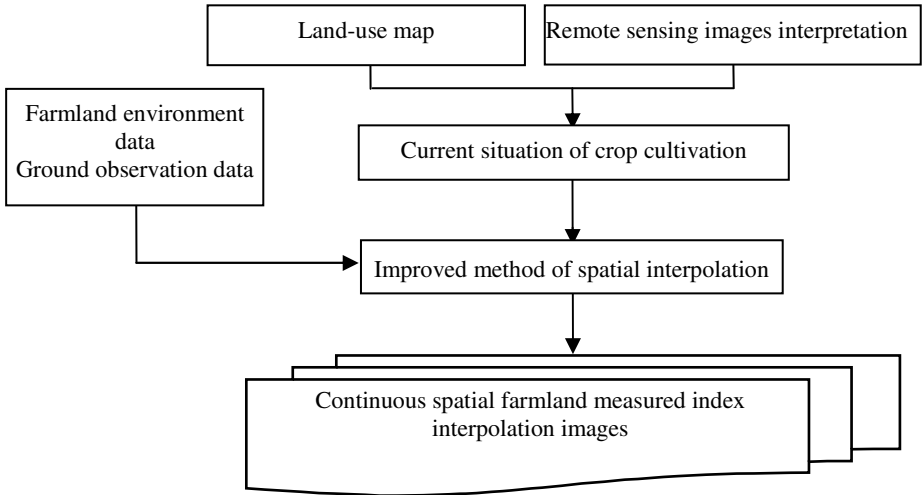 Land-use map
Remote sensing images interpretation
Farmland environment
data
Ground observation data
Current situation of crop cultivation
Improved method of spatial interpolation
Continuous spatial farmland measured index
interpolation images